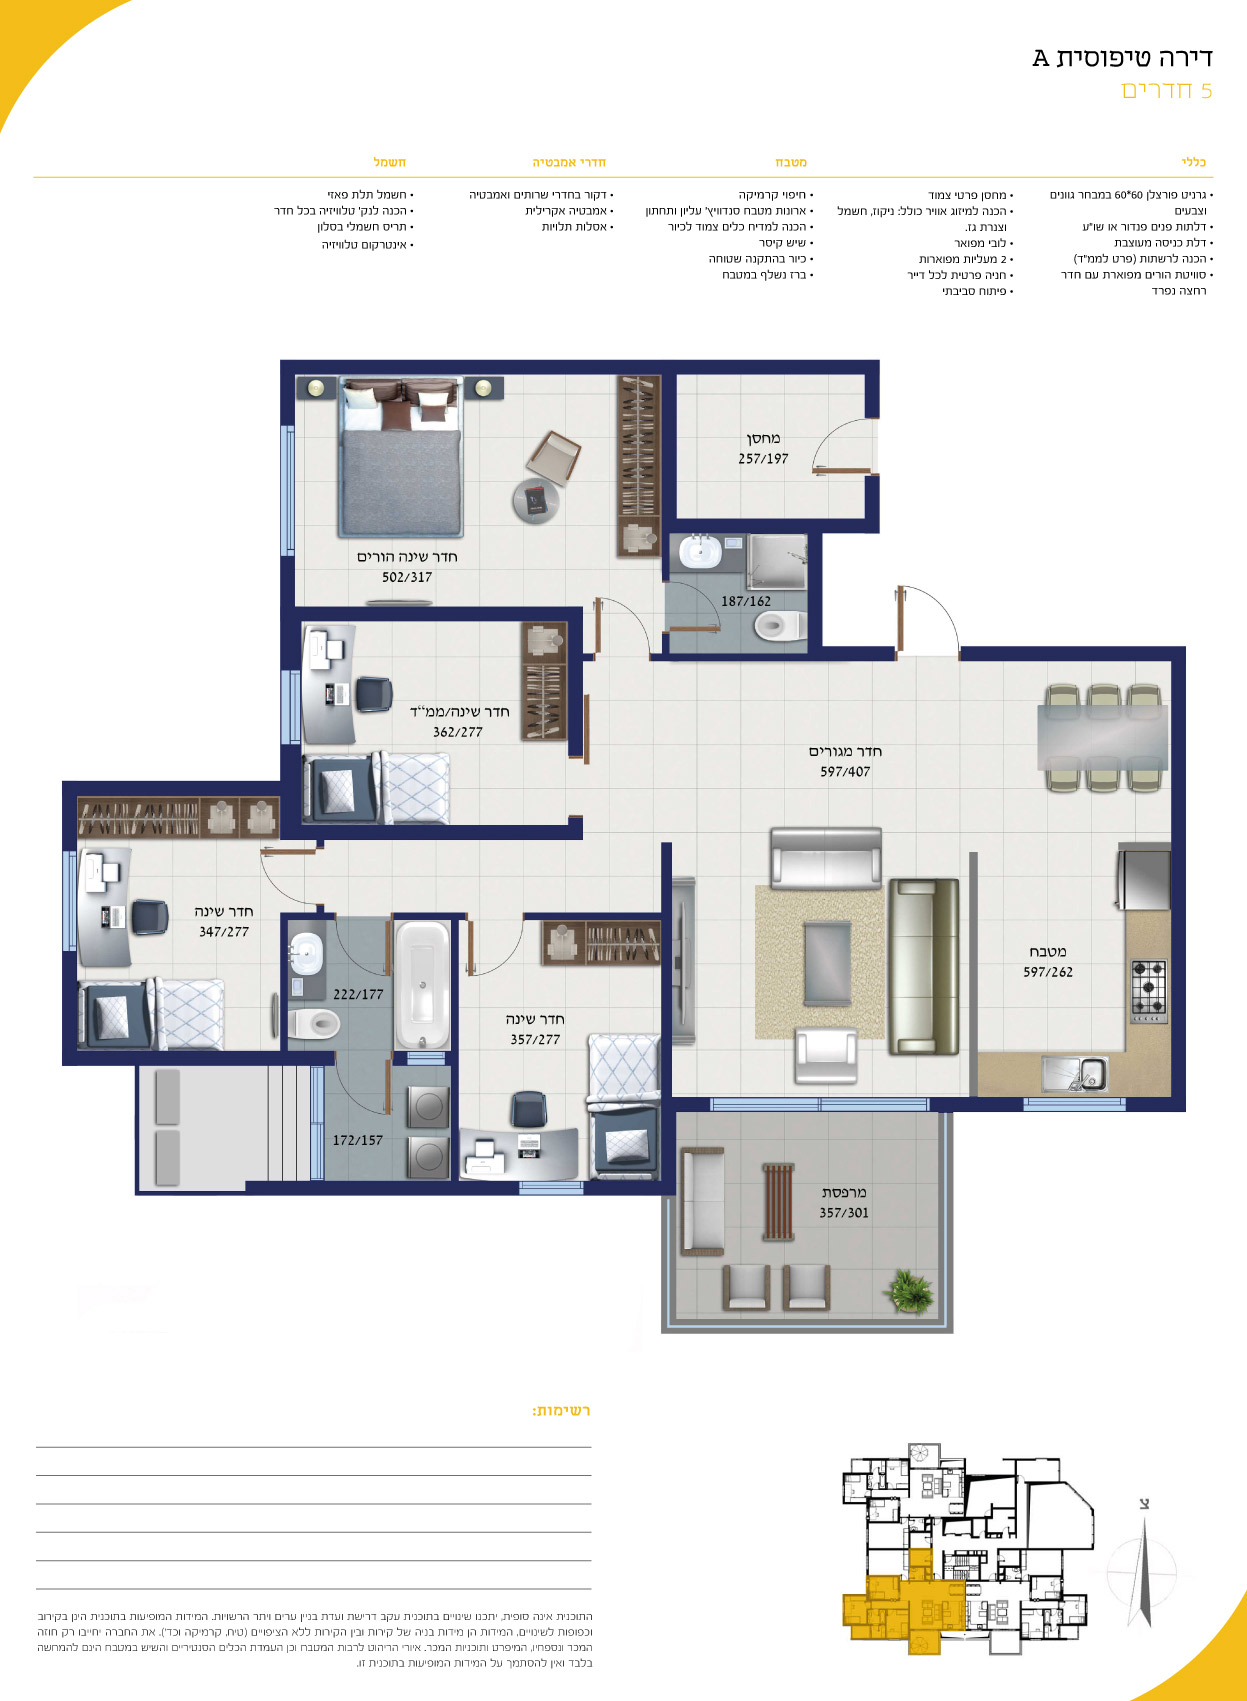 דירה טיפוסית A
5 חדרים
כללי
• גרניט פורצלן 60*60 במבחר גוונים
וצבעים
• דלתות פנים פנדור או שו"ע
• דלת כניסה מעוצבת
• הכנה לרשתות (פרט לממ"ד)
• סוויטת הורים מפוארת עם חדר
רחצה נפרד
• מחסן פרטי צמוד
• הכנה למיזוג אוויר כולל: ניקוז, חשמל
וצנרת גז.
• לובי מפואר
• 2 מעליות מפוארות
• חניה פרטית לכל דייר
• פיתוח סביבתי
מטבח
• חיפוי קרמיקה
• ארונות מטבח סנדוויץ' עליון ותחתון
• הכנה למדיח כלים צמוד לכיור
• שיש קיסר
• כיור בהתקנה שטוחה
• ברז נשלף במטבח
חדרי אמבטיה
• דקור בחדרי שרותים ואמבטיה
• אמבטיה אקרילית
• אסלות תלויות
חשמל
• חשמל תלת פאזי
• הכנה לנק' טלוויזיה בכל חדר
• תריס חשמלי בסלון
• אינטרקום טלוויזיה
מחסן
257/197
חדר שינה הורים
502/317
187/162
חדר שינה/ממ"ד
362/277
חדר מגורים
597/407
חדר שינה
347/277
מטבח
597/262
222/177
חדר שינה
357/277
172/157
מרפסת
357/301
רשימות:
צ
התוכנית אינה סופית, יתכנו שינויים בתוכנית עקב דרישת ועדת בניין ערים ויתר הרשויות. המידות המופיעות בתוכנית הינן בקירוב
וכפופות לשינויים. המידות הן מידות בניה של קירות ובין הקירות ללא הציפויים (טיח, קרמיקה וכד'). את החברה יחייבו רק חוזה
המכר ונספחיו, המיפרט ותוכניות המכר. איורי הריהוט לרבות המטבח וכן העמדת הכלים הסנטיריים והשיש במטבח הינם להמחשה
בלבד ואין להסתמך על המידות המופיעות בתוכנית זו.